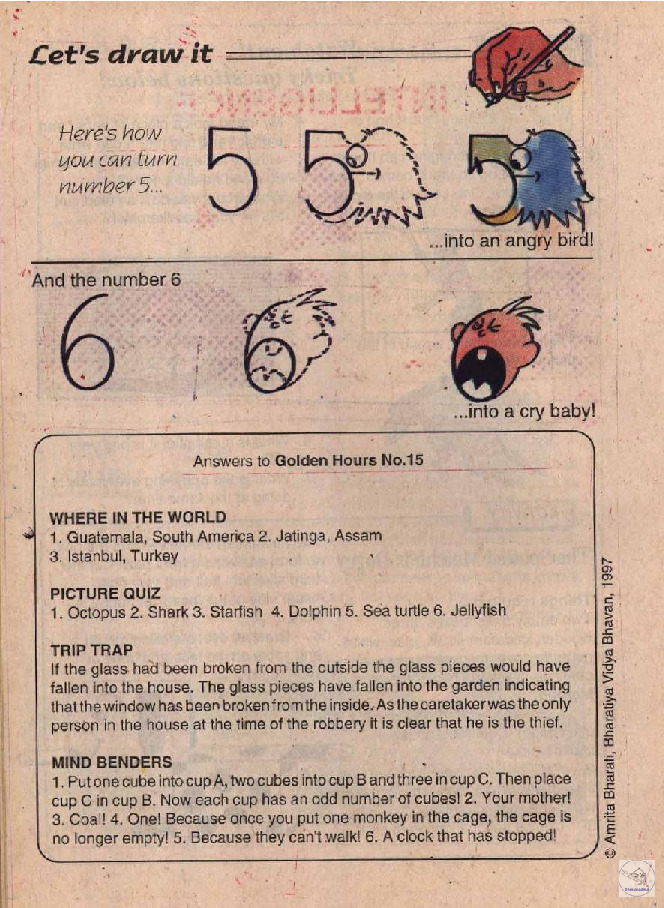 Let's draw it
Here's how
you can turn
number 5...
5
...into an angry bird!
And the number 6
6
...into a cry baby!
Answers to Golden Hours No.15
WHERE IN THE WORLD
1. Guatemala, South America 2. Jatinga, Assam
3. Istanbul, Turkey
PICTURE QUIZ
1. Octopus 2. Shark 3. Starfish 4. Dolphin 5. Sea turtle 6. Jellyfish
TRIP TRAP
If the glass had been broken from the outside the glass pieces would have
fallen into the house. The glass pieces have fallen into the garden indicating
that the window has been broken from the inside. As the caretaker was the only
person in the house at the time of the robbery it is clear that he is the thief.
MIND BENDERS
1. Put one cube into cup A, two cubes into cup B and three in cup C. Then place
cup C in cup B. Now each cup has an odd number of cubes! 2. Your mother!
3. Coal! 4. One! Because once you put one monkey in the cage, the cage is
no longer empty! 5. Because they can't walk! 6. A clock that has stopped!
© Amrita Bharati, Bharatiya Vidya Bhavan, 1997